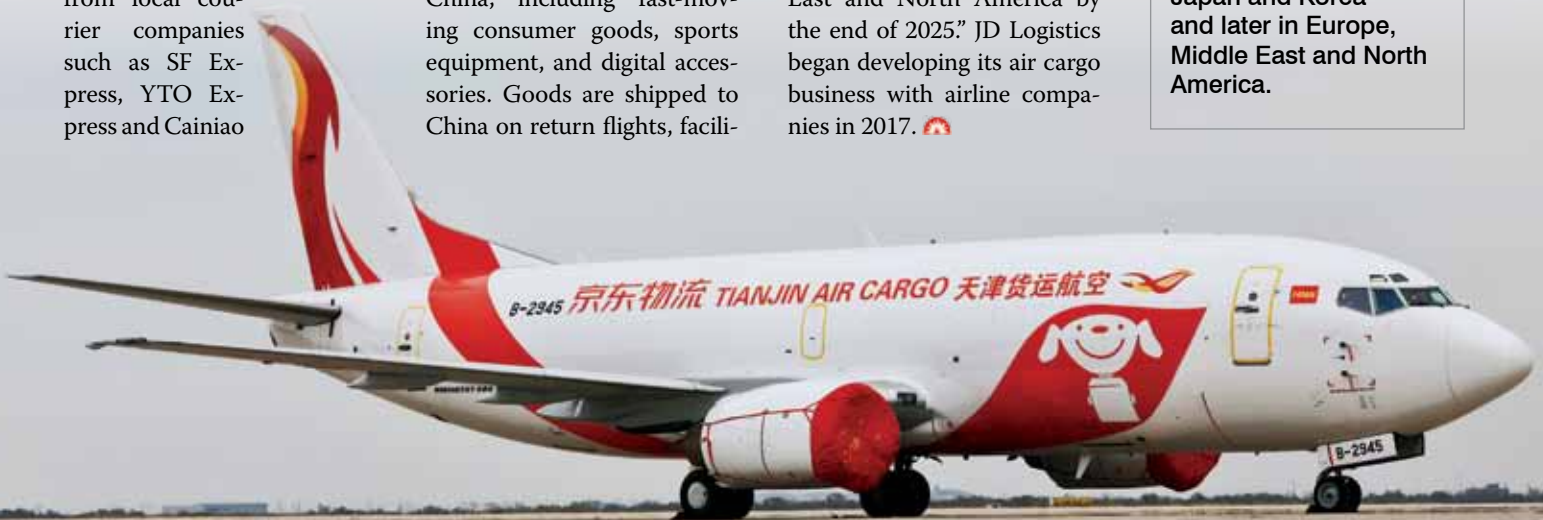 from local cou-
rier companies
such as SF Ex-
press, YTO Ex-
press and Cainiao
China, including fast-mov-
ing consumer goods, sports
equipment, and digital acces-
sories. Goods are shipped to
China on return flights, facili-
East and North America by
the end of 2025.” JD Logistics
began developing its air cargo
business with airline compa-
nies in 2017.
Japan and Korea
and later in Europe,
Middle East and North
America.
B-2945 京东物流 TIANJIN AIR CARGO 天津货运航空
B-2945